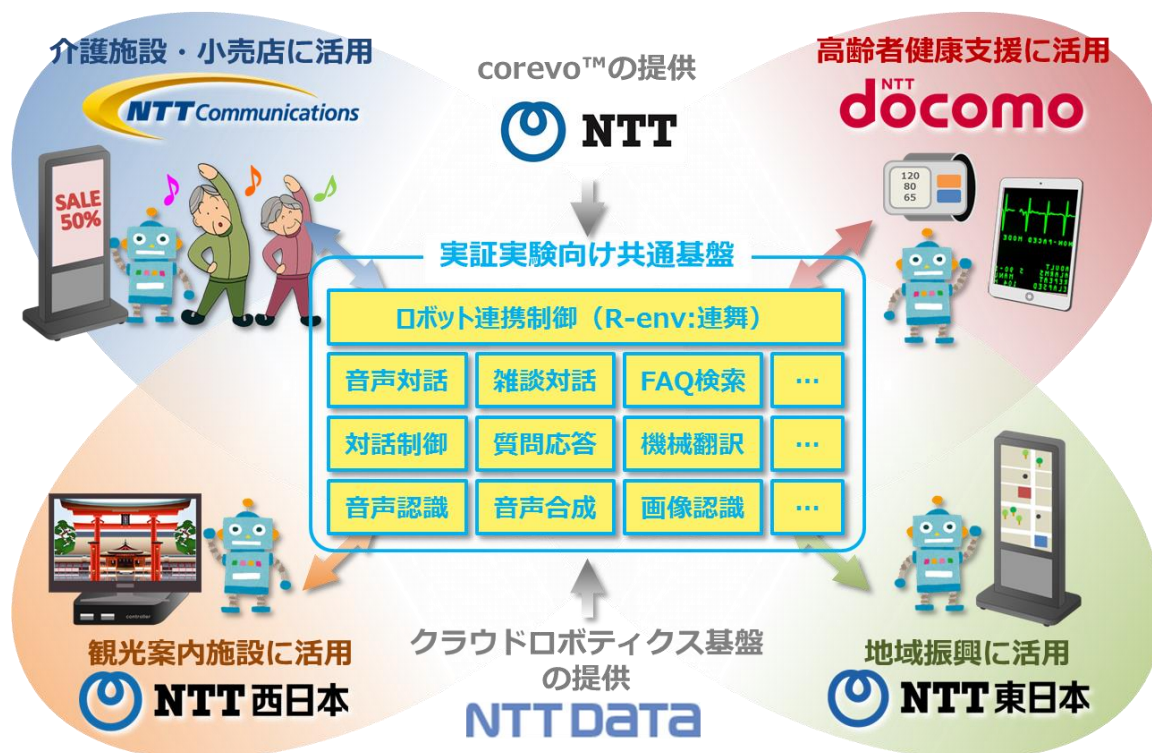 介護施設・小売店に活用
NTT Communications
SALE
50%
corevo™の提供
NTT
高齢者健康支援に活用
NTT
docomo
120
80
65
実証実験向け共通基盤
ロボット連携制御（R-env:連舞）
音声対話
雑談対話
FAQ検索
…
対話制御
質問応答
機械翻訳
…
音声認識
音声合成
画像認識
…
controller
観光案内施設に活用
NTT西日本
クラウドロボティクス基盤
の提供
NTT DATA
地域振興に活用
NTT東日本